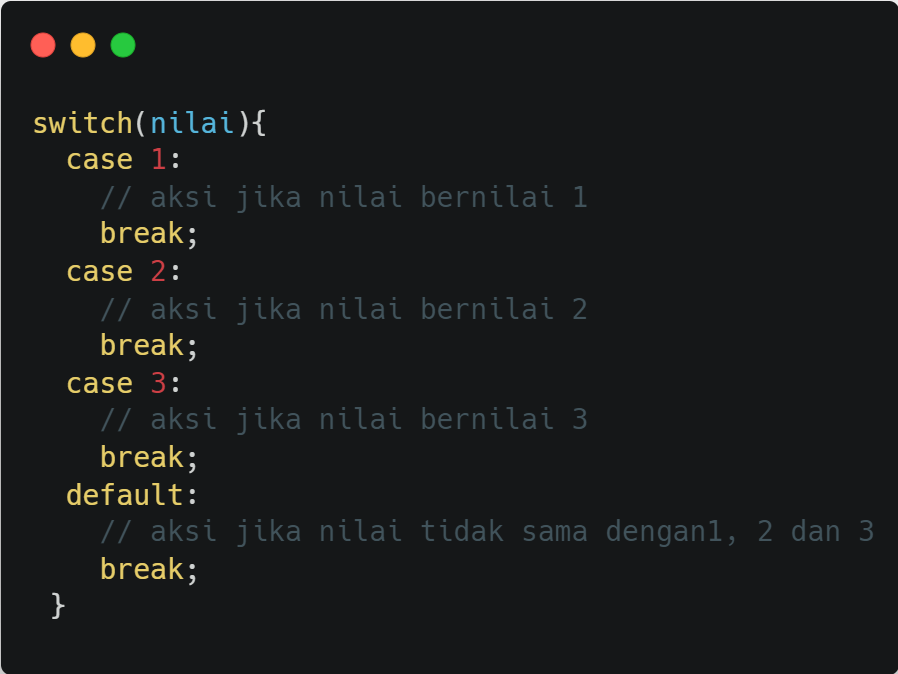 switch(nilai){
  case 1:
    // aksi jika nilai bernilai 1
    break;
  case 2:
    // aksi jika nilai bernilai 2
    break;
  case 3:
    // aksi jika nilai bernilai 3
    break;
  default:
    // aksi jika nilai tidak sama dengan1, 2 dan 3
    break;
 }